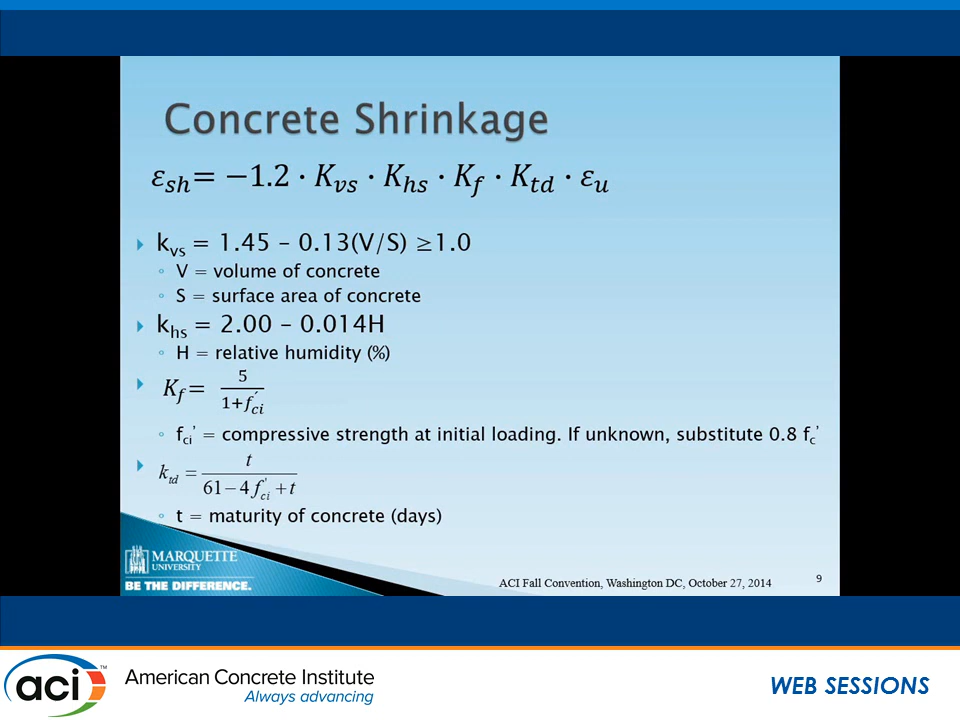 Concrete Shrinkage
εsh= −1.2 · Kvs · Khs · Kf · Ktd · εu
kvs = 1.45 – 0.13(V/S) ≥1.0
V = volume of concrete
S = surface area of concrete
khs = 2.00 – 0.014H
H = relative humidity (%)
Kf = 5 / 1+f′ci
fci’ = compressive strength at initial loading. If unknown, substitute 0.8 fc’
ktd = t / 61 − 4 f′ci + t
t = maturity of concrete (days)
MARQUETTE
UNIVERSITY
BE THE DIFFERENCE.
ACI Fall Convention, Washington DC, October 27, 2014
9
aci™
American Concrete Institute
Always advancing
WEB SESSIONS